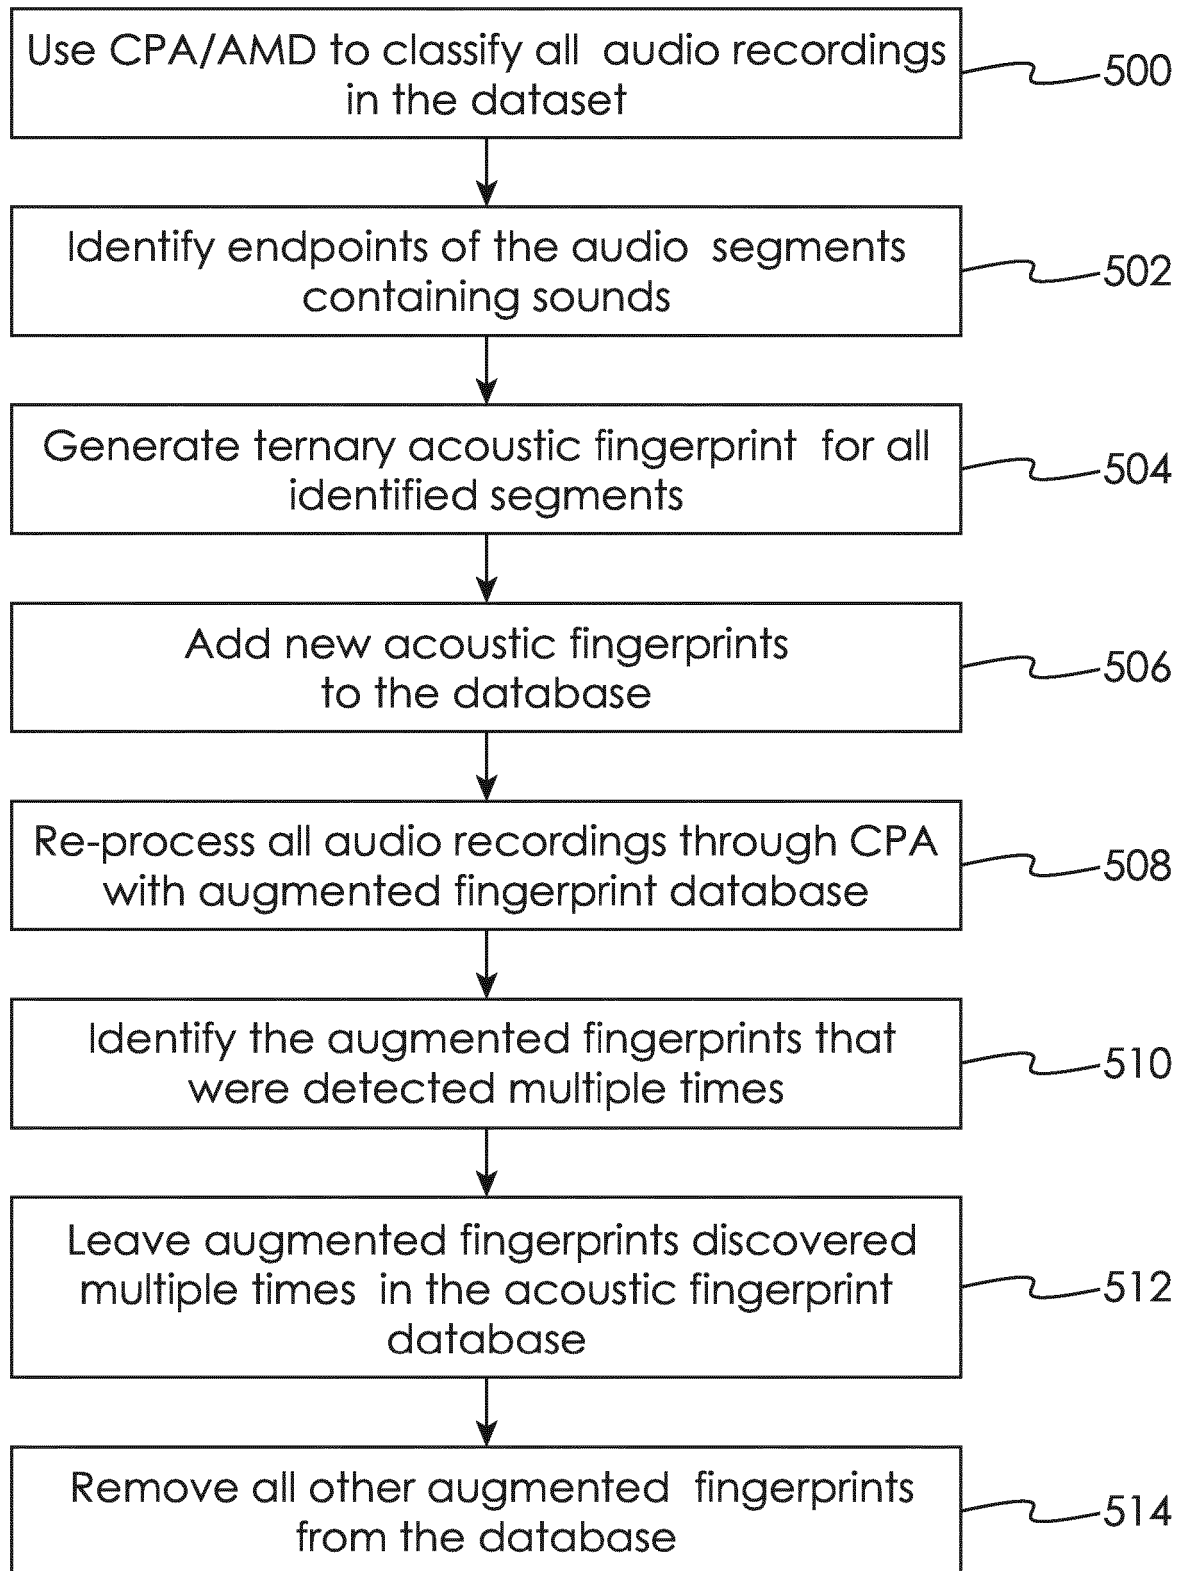 Use CPA/AMD to classify all audio recordings
in the dataset
500
Identify endpoints of the audio segments
containing sounds
502
Generate ternary acoustic fingerprint for all
identified segments
504
Add new acoustic fingerprints
to the database
506
Re-process all audio recordings through CPA
with augmented fingerprint database
508
Identify the augmented fingerprints that
were detected multiple times
510
Leave augmented fingerprints discovered
multiple times in the acoustic fingerprint
database
512
Remove all other augmented fingerprints
from the database
514